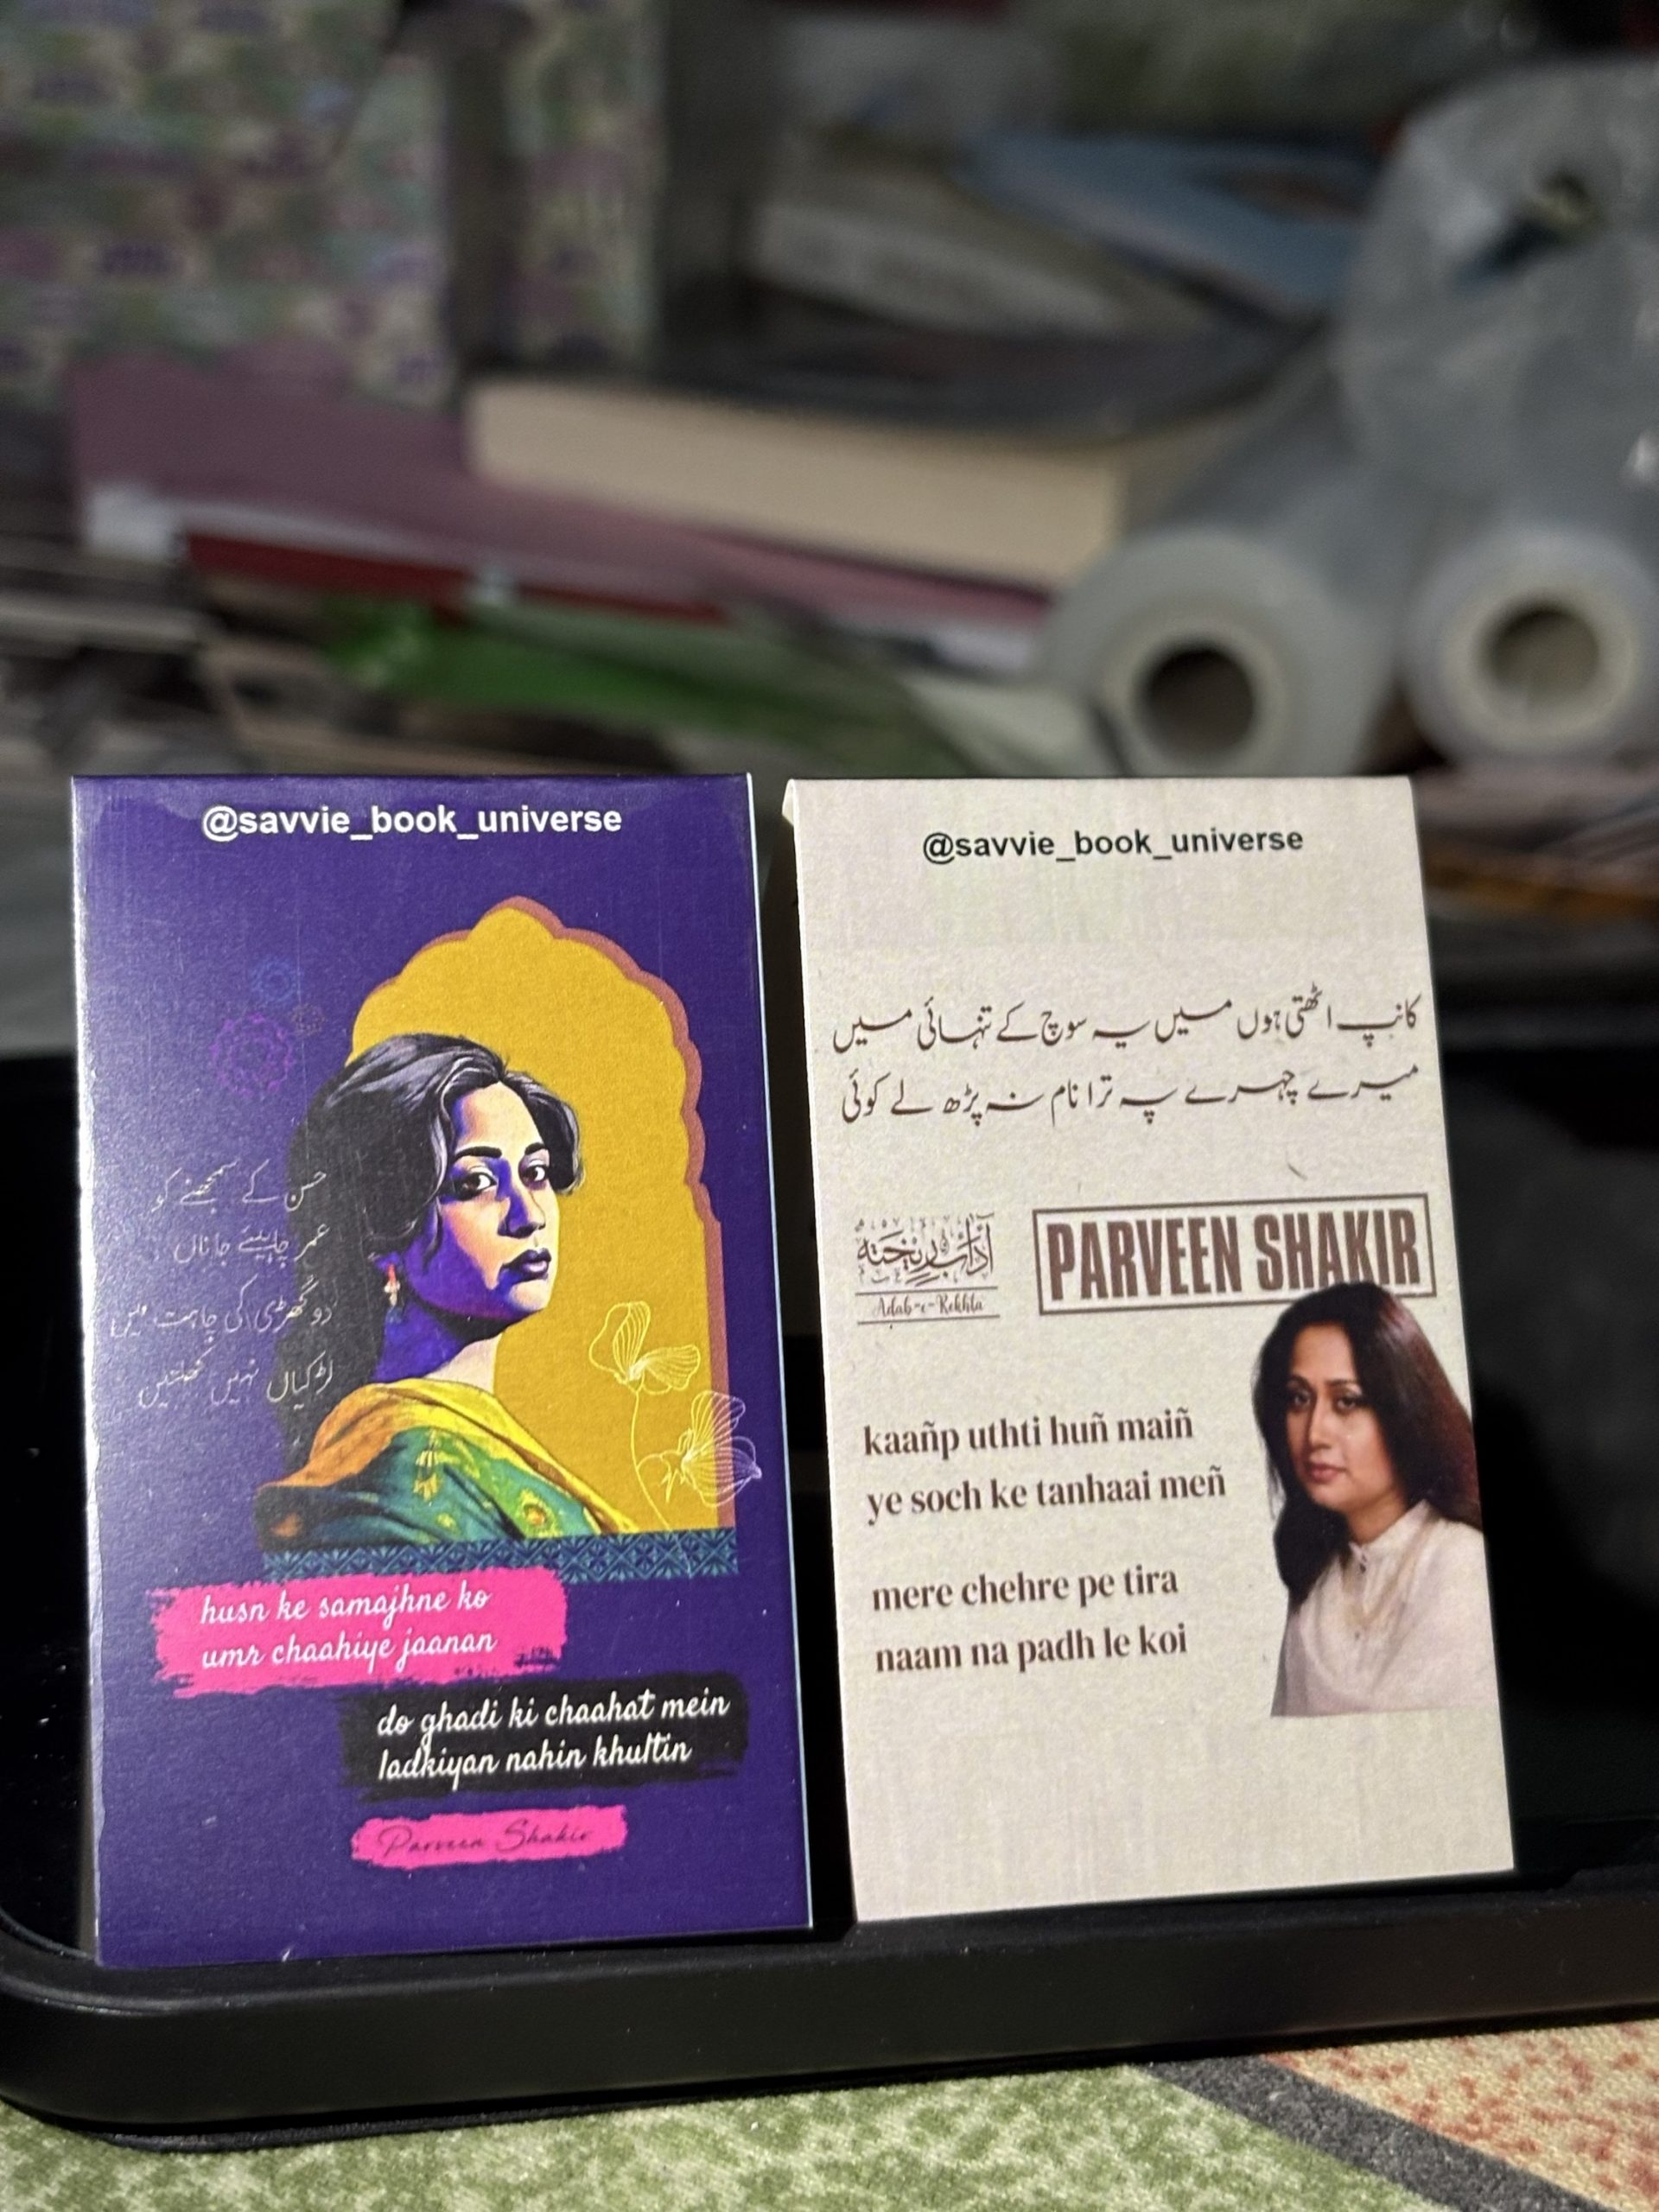 @savvie_book_universe
حسن کے سمجھنے کو
عمر چاہیئے جاناں
دو گھڑی کی چاہت میں
لڑکیاں نہیں کھلتیں
husn ke samajhne ko
umr chaahiye jaanan
do ghadi ki chaahat mein
ladkiyan nahin khultin
Parveen Shakir
@savvie_book_universe
کانپ اٹھتی ہوں میں یہ سوچ کے تنہائی میں
میرے چہرے پہ ترا نام نہ پڑھ لے کوئی
آداب ریختہ
Adab-e-Rekhta
PARVEEN SHAKIR
kaañp uthti huñ maiñ
ye soch ke tanhaai meñ
mere chehre pe tira
naam na padh le koi